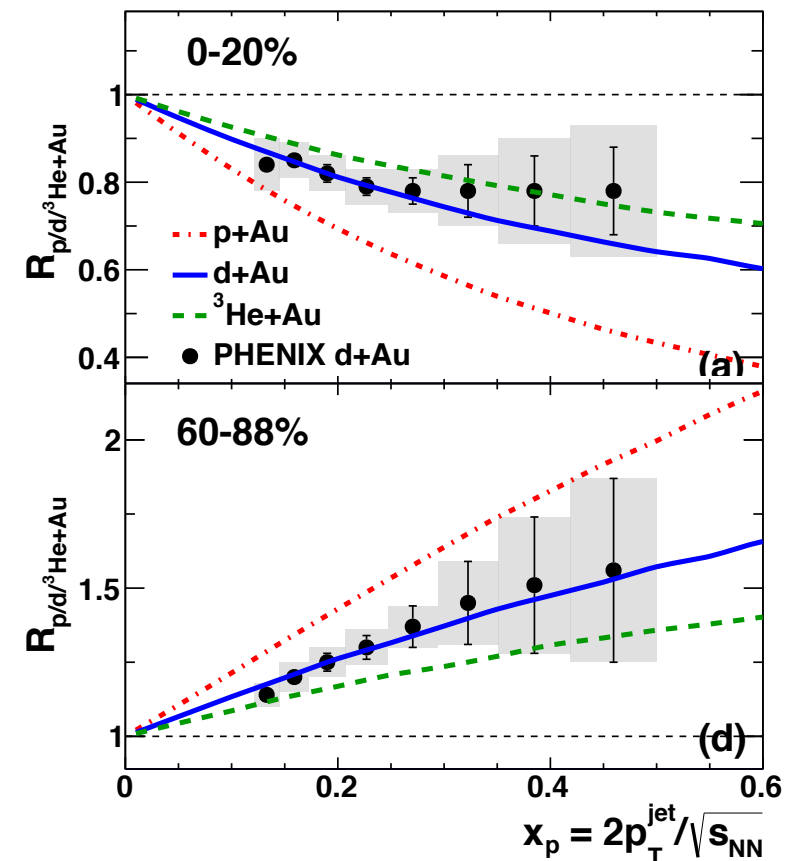 0-20%
1
0.8
0.6
0.4
R_{p/d/^3He+Au}
p+Au
d+Au
^3He+Au
PHENIX d+Au
(a)
60-88%
2
1.5
1
R_{p/d/^3He+Au}
(d)
0 0.2 0.4 0.6
x_p = 2p_T^{jet}/√s_{NN}